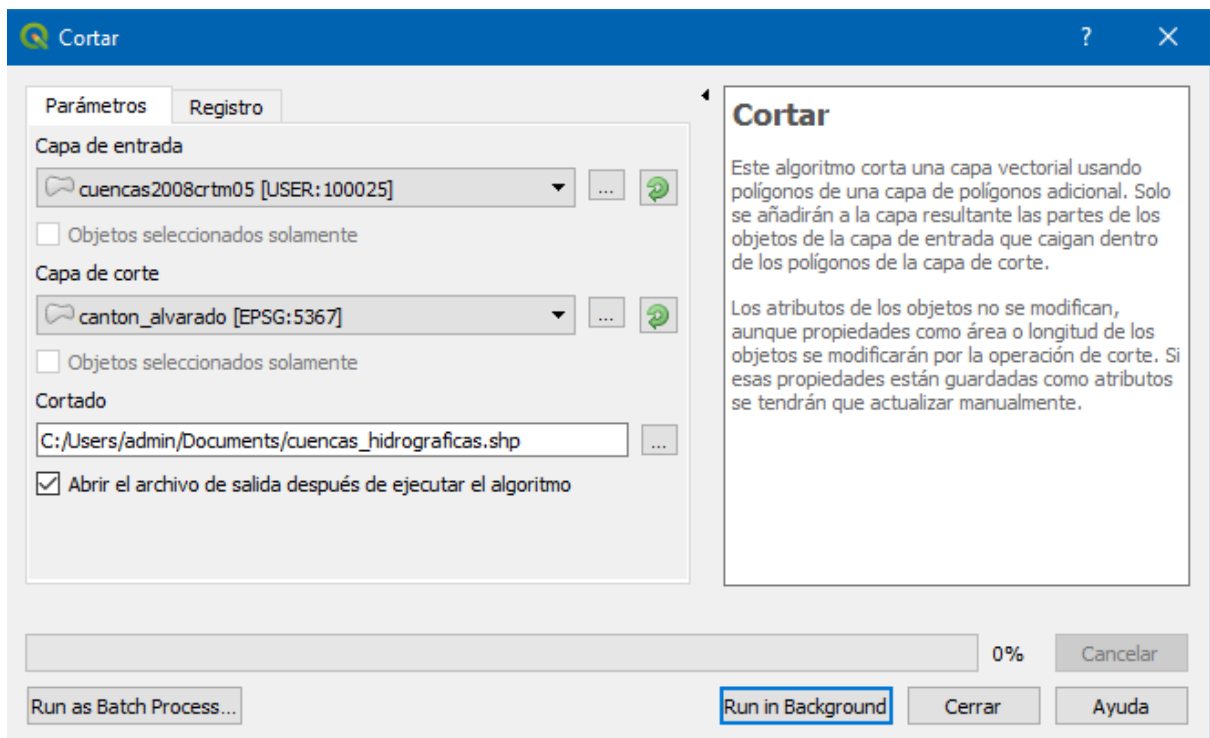 Cortar
?
Parámetros
Registro
Capa de entrada
cuencas2008crtm05 [USER:100025]
...
Objetos seleccionados solamente
Capa de corte
canton_alvarado [EPSG:5367]
...
Objetos seleccionados solamente
Cortado
C:/Users/admin/Documents/cuencas_hidrograficas.shp
...
Abrir el archivo de salida después de ejecutar el algoritmo
Cortar
Este algoritmo corta una capa vectorial usando
polígonos de una capa de polígonos adicional. Solo
se añadirán a la capa resultante las partes de los
objetos de la capa de entrada que caigan dentro
de los polígonos de la capa de corte.
Los atributos de los objetos no se modifican,
aunque propiedades como área o longitud de los
objetos se modificarán por la operación de corte. Si
esas propiedades están guardadas como atributos
se tendrán que actualizar manualmente.
0%
Cancelar
Run as Batch Process...
Run in Background
Cerrar
Ayuda